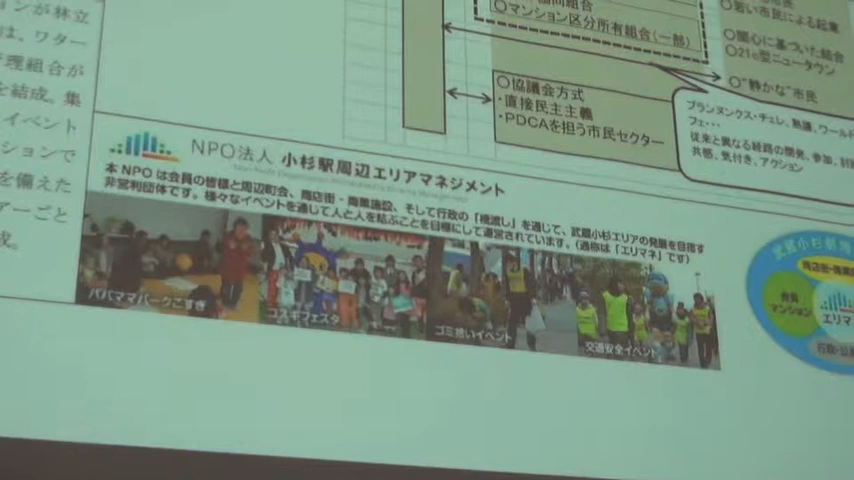 ンが林立
は、ワター
管理組合が
を結成。集
イベント
ションで
を備えた
アーごと
成。
協同組合
○マンション区分所有組合（一部）
○協議会方式
・直接民主主義
・PDCAを担う市民セクター
○若い市民による起業
○関心に基づいた結合
○21c型ニュータウン
○“静かな”市民
ブランヌンクス・チェレ、熟議、ワールド
フェ…
従来と異なる経路の開発、参加、討
共感、気付き、アクション
NPO法人 小杉駅周辺エリアマネジメント
本NPOは会員の皆様と周辺町会、商店街・商業施設、そして行政の「橋渡し」を通じて、武蔵小杉エリアの発展を目指す
非営利団体です。様々なイベントを通じて人と人を結ぶことを目標にして運営されています。（通称は「エリマネ」です）
パパママパークこすぎ
コスギフェスタ
ゴミ拾いイベント
交通安全イベント
武蔵小杉駅周
商店街・商業
会員
マンション
エリマ
行政・公